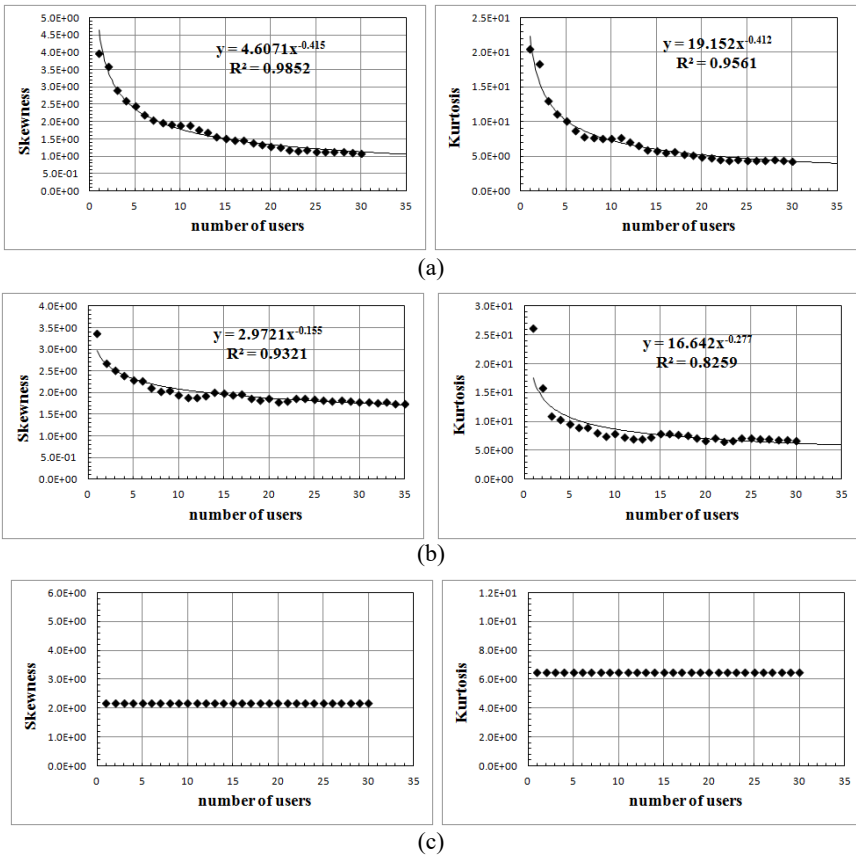 5.0E+00
4.5E+00
4.0E+00
3.5E+00
3.0E+00
2.5E+00
2.0E+00
1.5E+00
1.0E+00
5.0E-01
0.0E+00
Skewness
y = 4.6071x^-0.415
R² = 0.9852
0 5 10 15 20 25 30 35
number of users
2.5E+01
2.0E+01
1.5E+01
1.0E+01
5.0E+00
0.0E+00
Kurtosis
y = 19.152x^-0.412
R² = 0.9561
0 5 10 15 20 25 30 35
number of users
(a)
4.0E+00
3.5E+00
3.0E+00
2.5E+00
2.0E+00
1.5E+00
1.0E+00
5.0E-01
0.0E+00
Skewness
y = 2.9721x^-0.155
R² = 0.9321
0 5 10 15 20 25 30 35
number of users
3.0E+01
2.5E+01
2.0E+01
1.5E+01
1.0E+01
5.0E+00
0.0E+00
Kurtosis
y = 16.642x^-0.277
R² = 0.8259
0 5 10 15 20 25 30 35
number of users
(b)
6.0E+00
5.0E+00
4.0E+00
3.0E+00
2.0E+00
1.0E+00
0.0E+00
Skewness
0 5 10 15 20 25 30 35
number of users
1.2E+01
1.0E+01
8.0E+00
6.0E+00
4.0E+00
2.0E+00
0.0E+00
Kurtosis
0 5 10 15 20 25 30 35
number of users
(c)